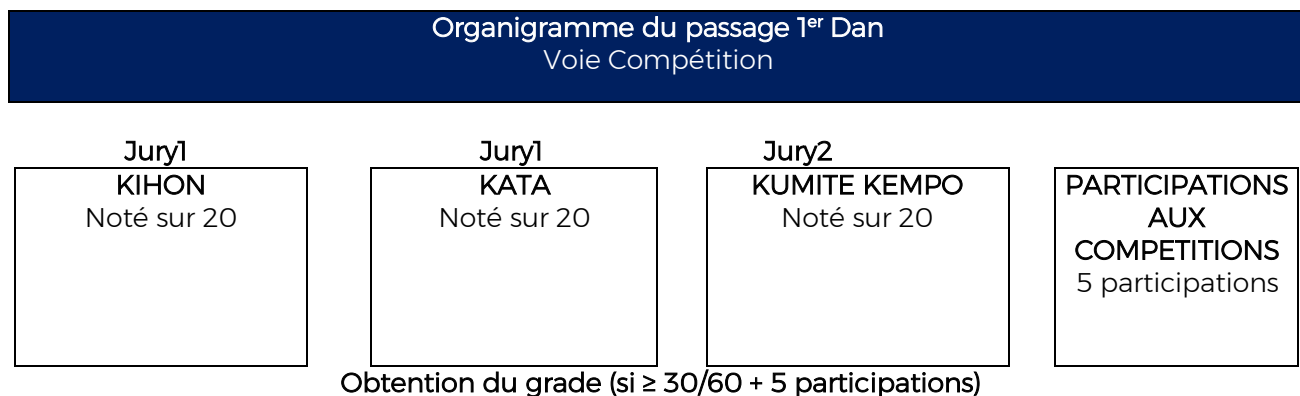 Organigramme du passage 1er Dan
Voie Compétition
Jury1
KIHON
Noté sur 20
Jury1
KATA
Noté sur 20
Jury2
KUMITE KEMPO
Noté sur 20
PARTICIPATIONS
AUX
COMPETITIONS
5 participations
Obtention du grade (si ≥ 30/60 + 5 participations)